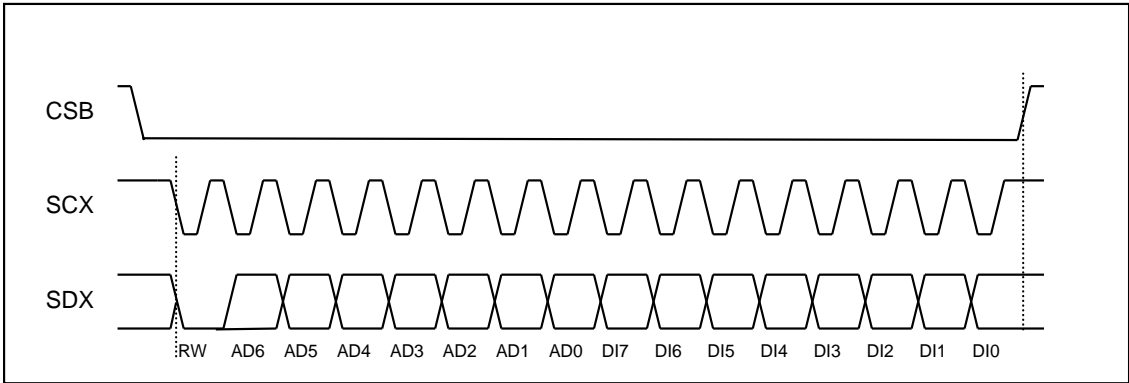 CSB
SCX
SDX
RW AD6 AD5 AD4 AD3 AD2 AD1 AD0 DI7 DI6 DI5 DI4 DI3 DI2 DI1 DI0